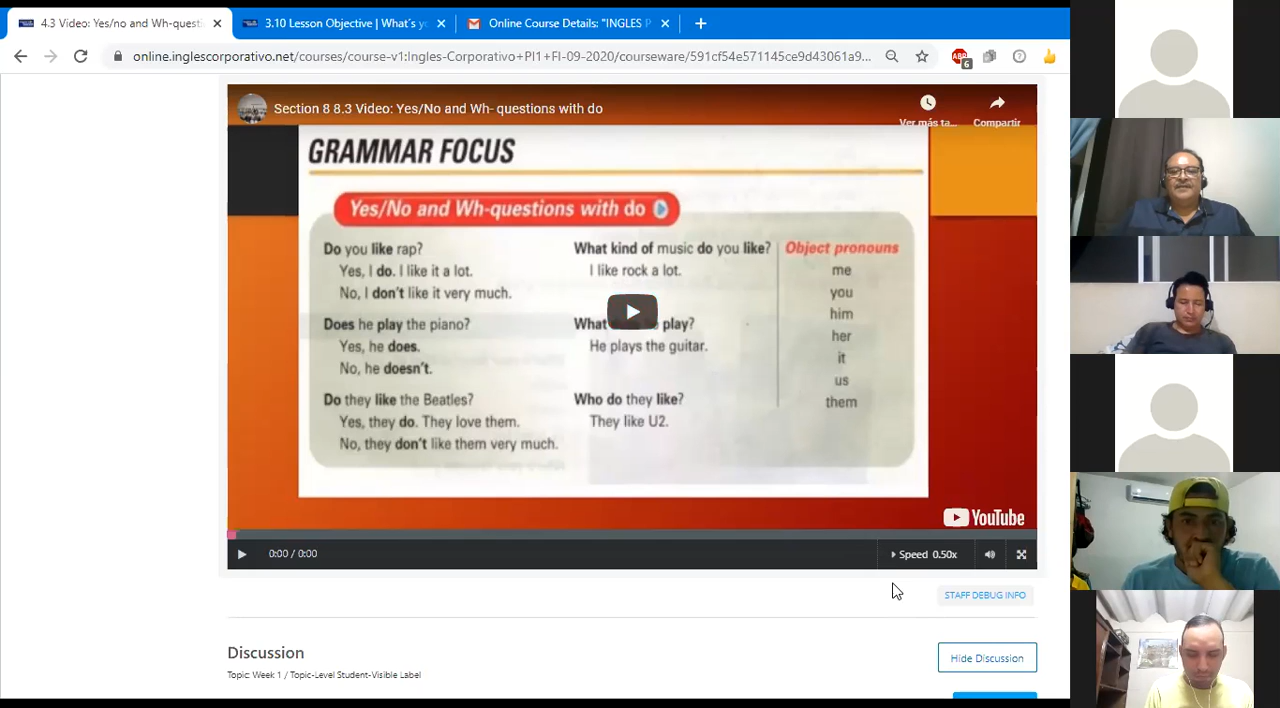 4.3 Video: Yes/no and Wh-questi
3.10 Lesson Objective | What´s yo
Online Course Details: "INGLES P
online.inglescorporativo.net/courses/course-v1:Ingles-Corporativo+PI1+FI-09-2020/courseware/591cf54e571145ce9d43061a9...
ABP
6
Section 8 8.3 Video: Yes/No and Wh- questions with do
Ver más ta...
Compartir
GRAMMAR FOCUS
Yes/No and Wh-questions with do
Do you like rap?
Yes, I do. I like it a lot.
No, I don't like it very much.
Does he play the piano?
Yes, he does.
No, he doesn't.
Do they like the Beatles?
Yes, they do. They love them.
No, they don't like them very much.
What kind of music do you like?
I like rock a lot.
What play?
He plays the guitar.
Who do they like?
They like U2.
Object pronouns
me
you
him
her
it
us
them
YouTube
0:00 / 0:00
Speed 0.50x
STAFF DEBUG INFO
Discussion
Hide Discussion
Topic: Week 1 / Topic-Level Student-Visible Label